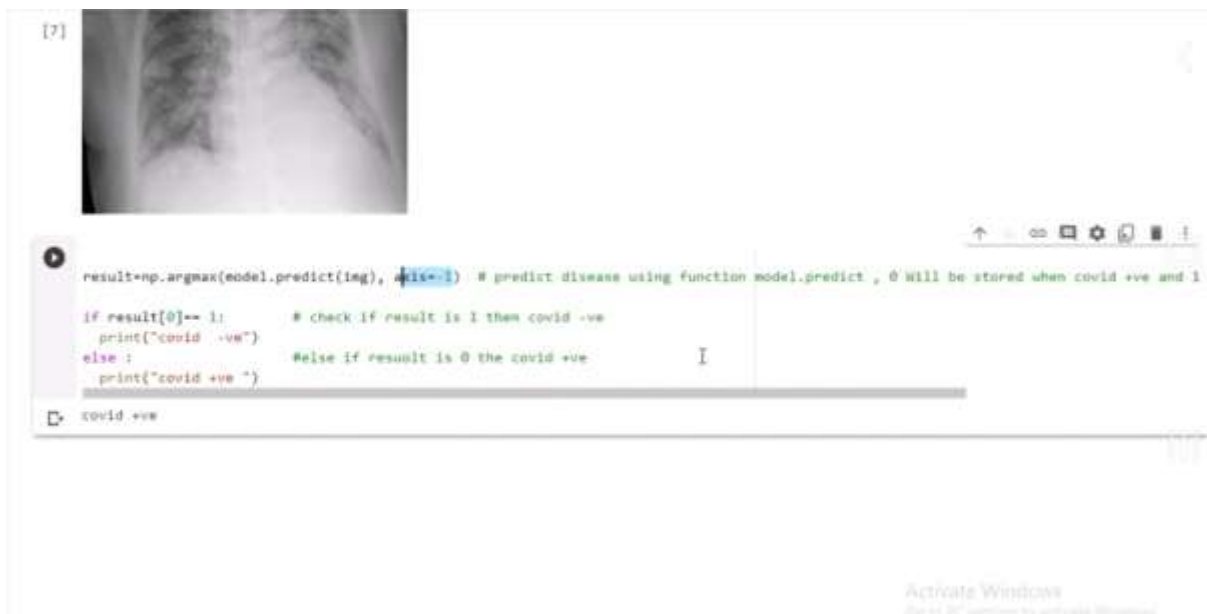 [7]
result=np.argmax(model.predict(img), axis=-1) # predict disease using function model.predict , 0 Will be stored when covid +ve and 1
if result[0]== 1: # check if result is 1 then covid -ve
print("covid -ve")
else : #else if resuolt is 0 the covid +ve
print("covid +ve ")
covid +ve
Activate Windows